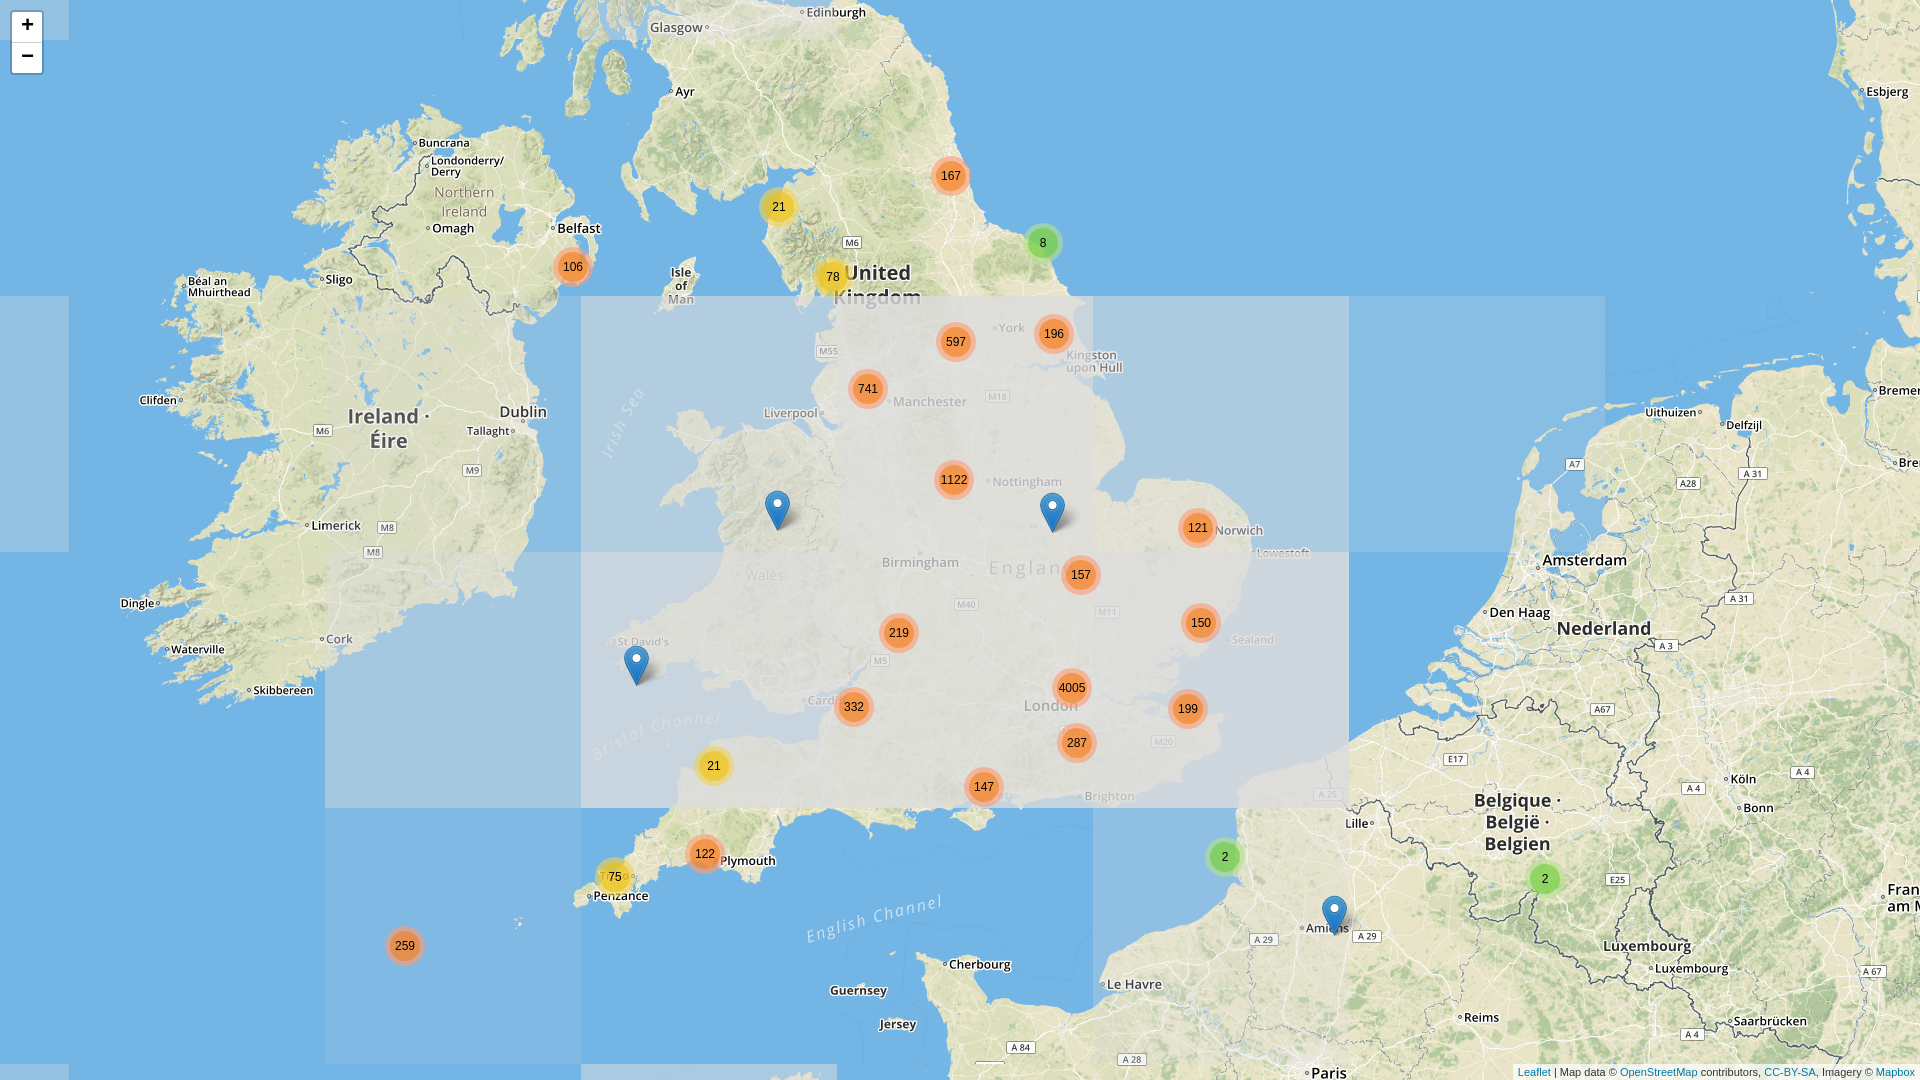 +
−
Edinburgh
Glasgow
Ayr
Esbjerg
Buncrana
Londonderry/
Derry
Northern
Ireland
Omagh
Belfast
167
21
8
M6
106
78
United
Kingdom
Isle
of
Man
Sligo
Béal an
Mhuirthead
597
York
196
M55
Kingston
upon Hull
741
Manchester
M18
Liverpool
Irish Sea
Clifden
Ireland ·
Éire
Dublin
Tallaght
M6
M9
Bremer
Uithuizen
Delfzijl
A7
A 31
A28
Bre
1122
Nottingham
Limerick
M8
M8
121
Norwich
Lowestoft
Birmingham
Wales
157
Amsterdam
M40
M11
A 31
Dingle
Den Haag
Nederland
219
150
Sealand
A 3
Cork
St David's
Waterville
M5
Skibbereen
4005
London
199
Cardi
332
A67
Bristol Channel
287
M20
E17
21
147
Brighton
A 25
A 4
Köln
A 4
Bonn
Belgique ·
België ·
Belgien
Lille
122
Plymouth
75
Penzance
2
2
E25
Fran
am M
English Channel
259
Amiens
A 29
A 29
Luxembourg
Luxembourg
A 67
Cherbourg
Le Havre
Guernsey
Jersey
Reims
Saarbrücken
A 84
A 28
A 4
Paris
Leaflet | Map data © OpenStreetMap contributors, CC-BY-SA, Imagery © Mapbox